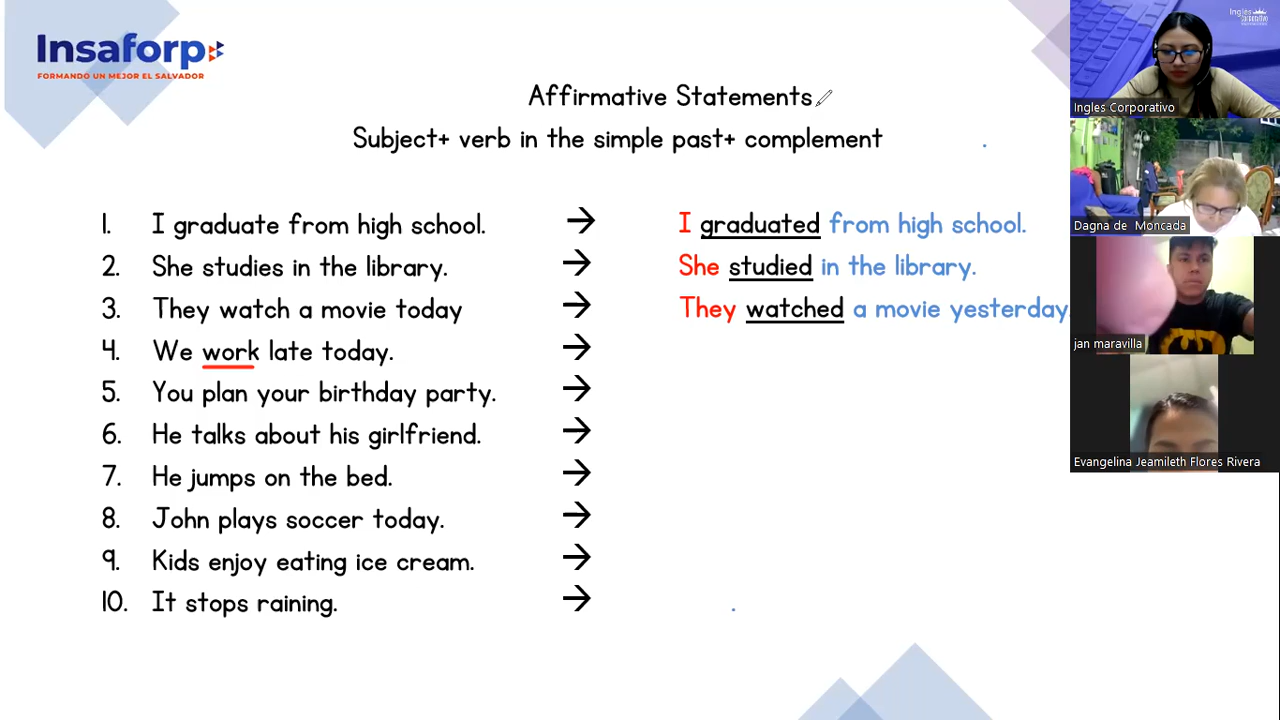 Insaforp
FORMANDO UN MEJOR EL SALVADOR
Affirmative Statements
Subject+ verb in the simple past+ complement
.
1. I graduate from high school. → I graduated from high school.
2. She studies in the library. → She studied in the library.
3. They watch a movie today → They watched a movie yesterday.
4. We work late today. →
5. You plan your birthday party. →
6. He talks about his girlfriend. →
7. He jumps on the bed. →
8. John plays soccer today. →
9. Kids enjoy eating ice cream. →
10. It stops raining. → .
Ingles
Corporativo
Ingles Corporativo
Dagna de Moncada
jan maravilla
Evangelina Jeamileth Flores Rivera